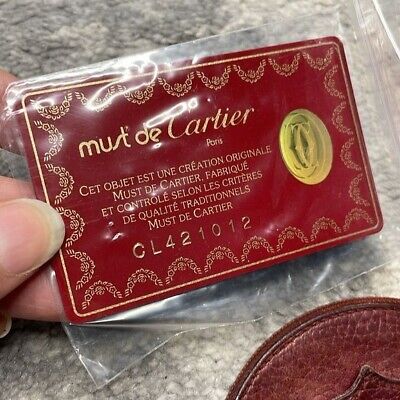 must de Cartier
Paris
CET OBJET EST UNE CRÉATION ORIGINALE
MUST DE CARTIER, FABRIQUÉ
ET CONTRÔLÉ SELON LES CRITÈRES
DE QUALITÉ TRADITIONNELS
MUST DE CARTIER
CL421012